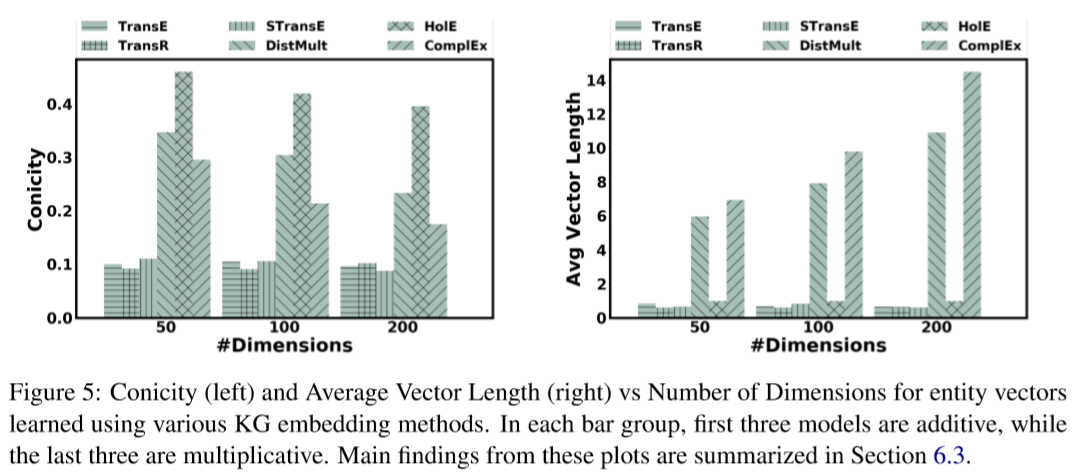 TransE STransE HolE
TransR DistMult ComplEx
0.4
0.3
0.2
0.1
0.0
Conicity
50 100 200
#Dimensions
TransE STransE HolE
TransR DistMult ComplEx
14
12
10
8
6
4
2
0
Avg Vector Length
50 100 200
#Dimensions
Figure 5: Conicity (left) and Average Vector Length (right) vs Number of Dimensions for entity vectors
learned using various KG embedding methods. In each bar group, first three models are additive, while
the last three are multiplicative. Main findings from these plots are summarized in Section 6.3.